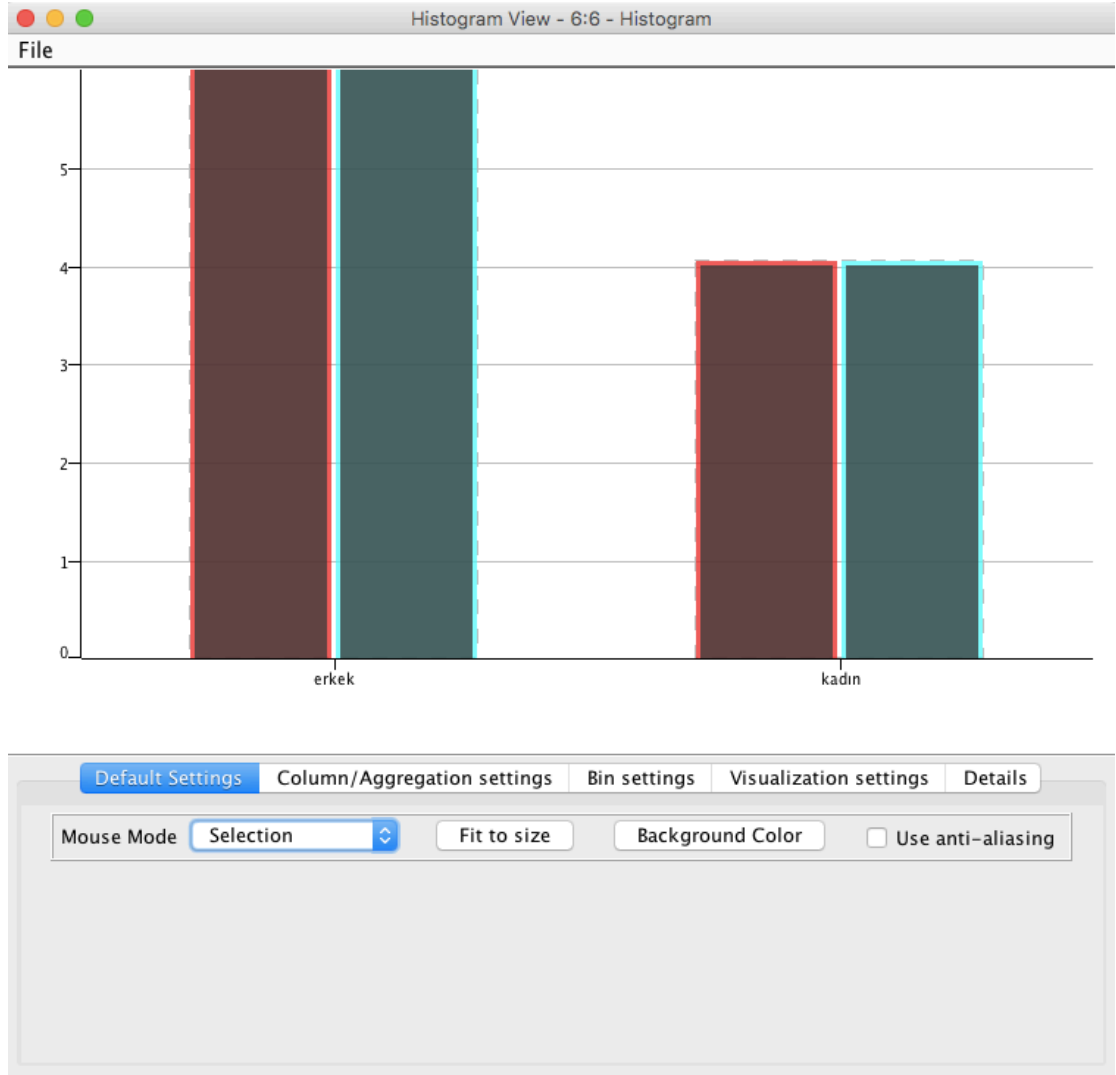 Histogram View - 6:6 - Histogram
File
5
4
3
2
1
0
erkek kadın
Default Settings Column/Aggregation settings Bin settings Visualization settings Details
Mouse Mode Selection Fit to size Background Color Use anti-aliasing